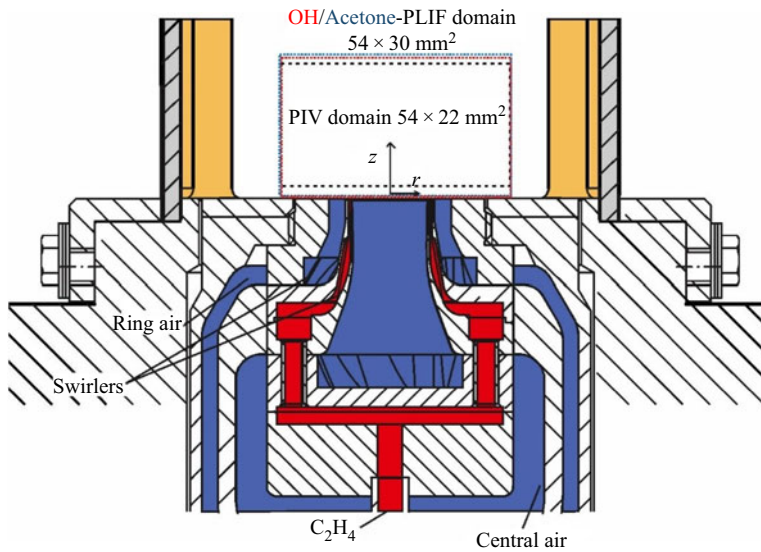 OH/Acetone-PLIF domain
54 × 30 mm²
PIV domain 54 × 22 mm²
z
r
Ring air
Swirlers
C₂H₄
Central air